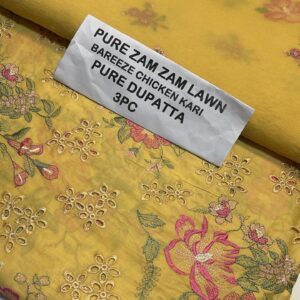 PURE ZAM ZAM LAWN
BAREEZE CHICKEN KARI
PURE DUPATTA
3PC